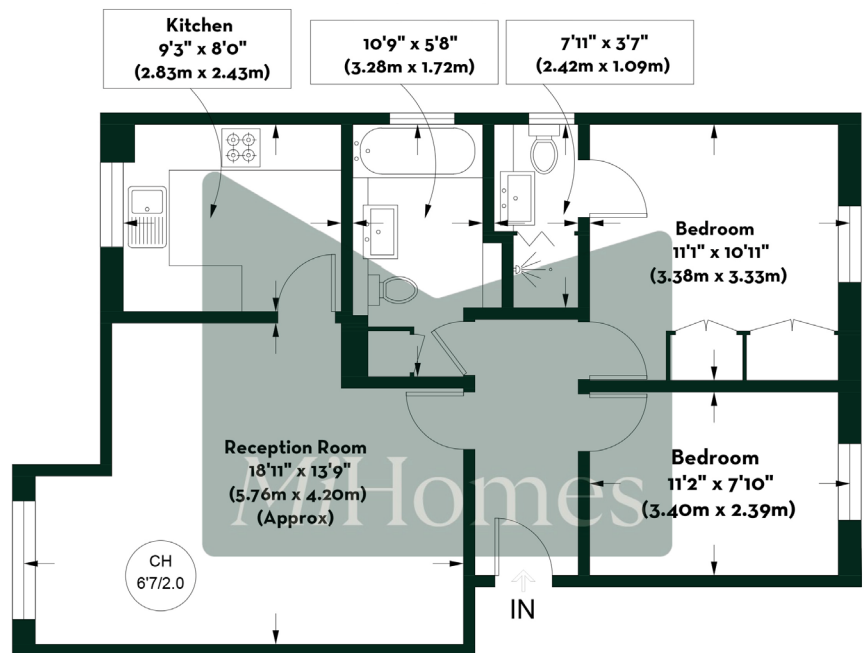 Kitchen
9'3" x 8'0"
(2.83m x 2.43m)
10'9" x 5'8"
(3.28m x 1.72m)
7'11" x 3'7"
(2.42m x 1.09m)
Bedroom
11'1" x 10'11"
(3.38m x 3.33m)
Reception Room
18'11" x 13'9"
(5.76m x 4.20m)
(Approx)
Bedroom
11'2" x 7'10"
(3.40m x 2.39m)
MiHomes
CH
6'7/2.0
IN